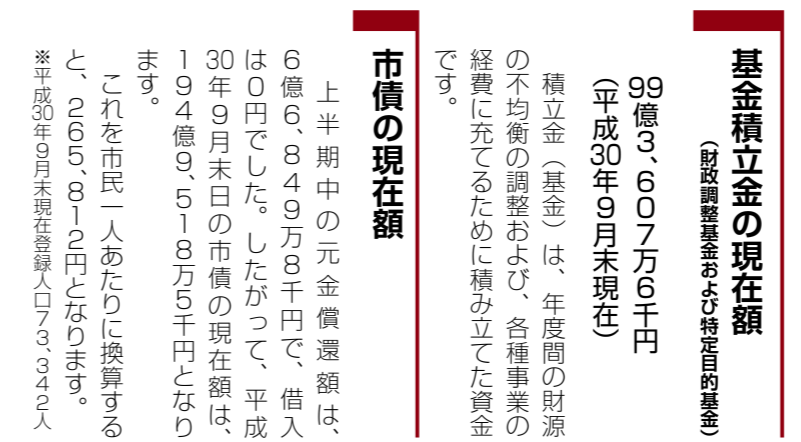 基金積立金の現在額
（財政調整基金および特定目的基金）
99億3、607万6千円
（平成30年9月末現在）
積立金（基金）は、年度間の財源
の不均衡の調整および、各種事業の
経費に充てるために積み立てた資金
です。
市債の現在額
上半期中の元金償還額は、
6億6、849万8千円で、借入
は0円でした。したがって、平成
30年9月末日の市債の現在額は、
194億9、518万5千円となり
ます。
これを市民一人あたりに換算する
と、265、812円となります。
※平成30年9月末現在登録人口73、342人